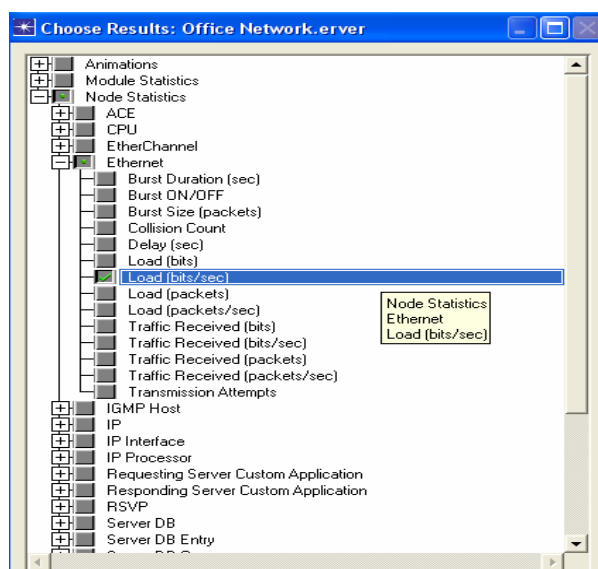 Choose Results: Office Network.erver
Animations
Module Statistics
Node Statistics
ACE
CPU
EtherChannel
Ethernet
Burst Duration (sec)
Burst ON/OFF
Burst Size (packets)
Collision Count
Delay (sec)
Load (bits)
Load (bits/sec)
Load (packets)
Load (packets/sec)
Traffic Received (bits)
Traffic Received (bits/sec)
Traffic Received (packets)
Traffic Received (packets/sec)
Transmission Attempts
IGMP Host
IP
IP Interface
IP Processor
Requesting Server Custom Application
Responding Server Custom Application
RSVP
Server DB
Server DB Entry
Node Statistics
Ethernet
Load (bits/sec)